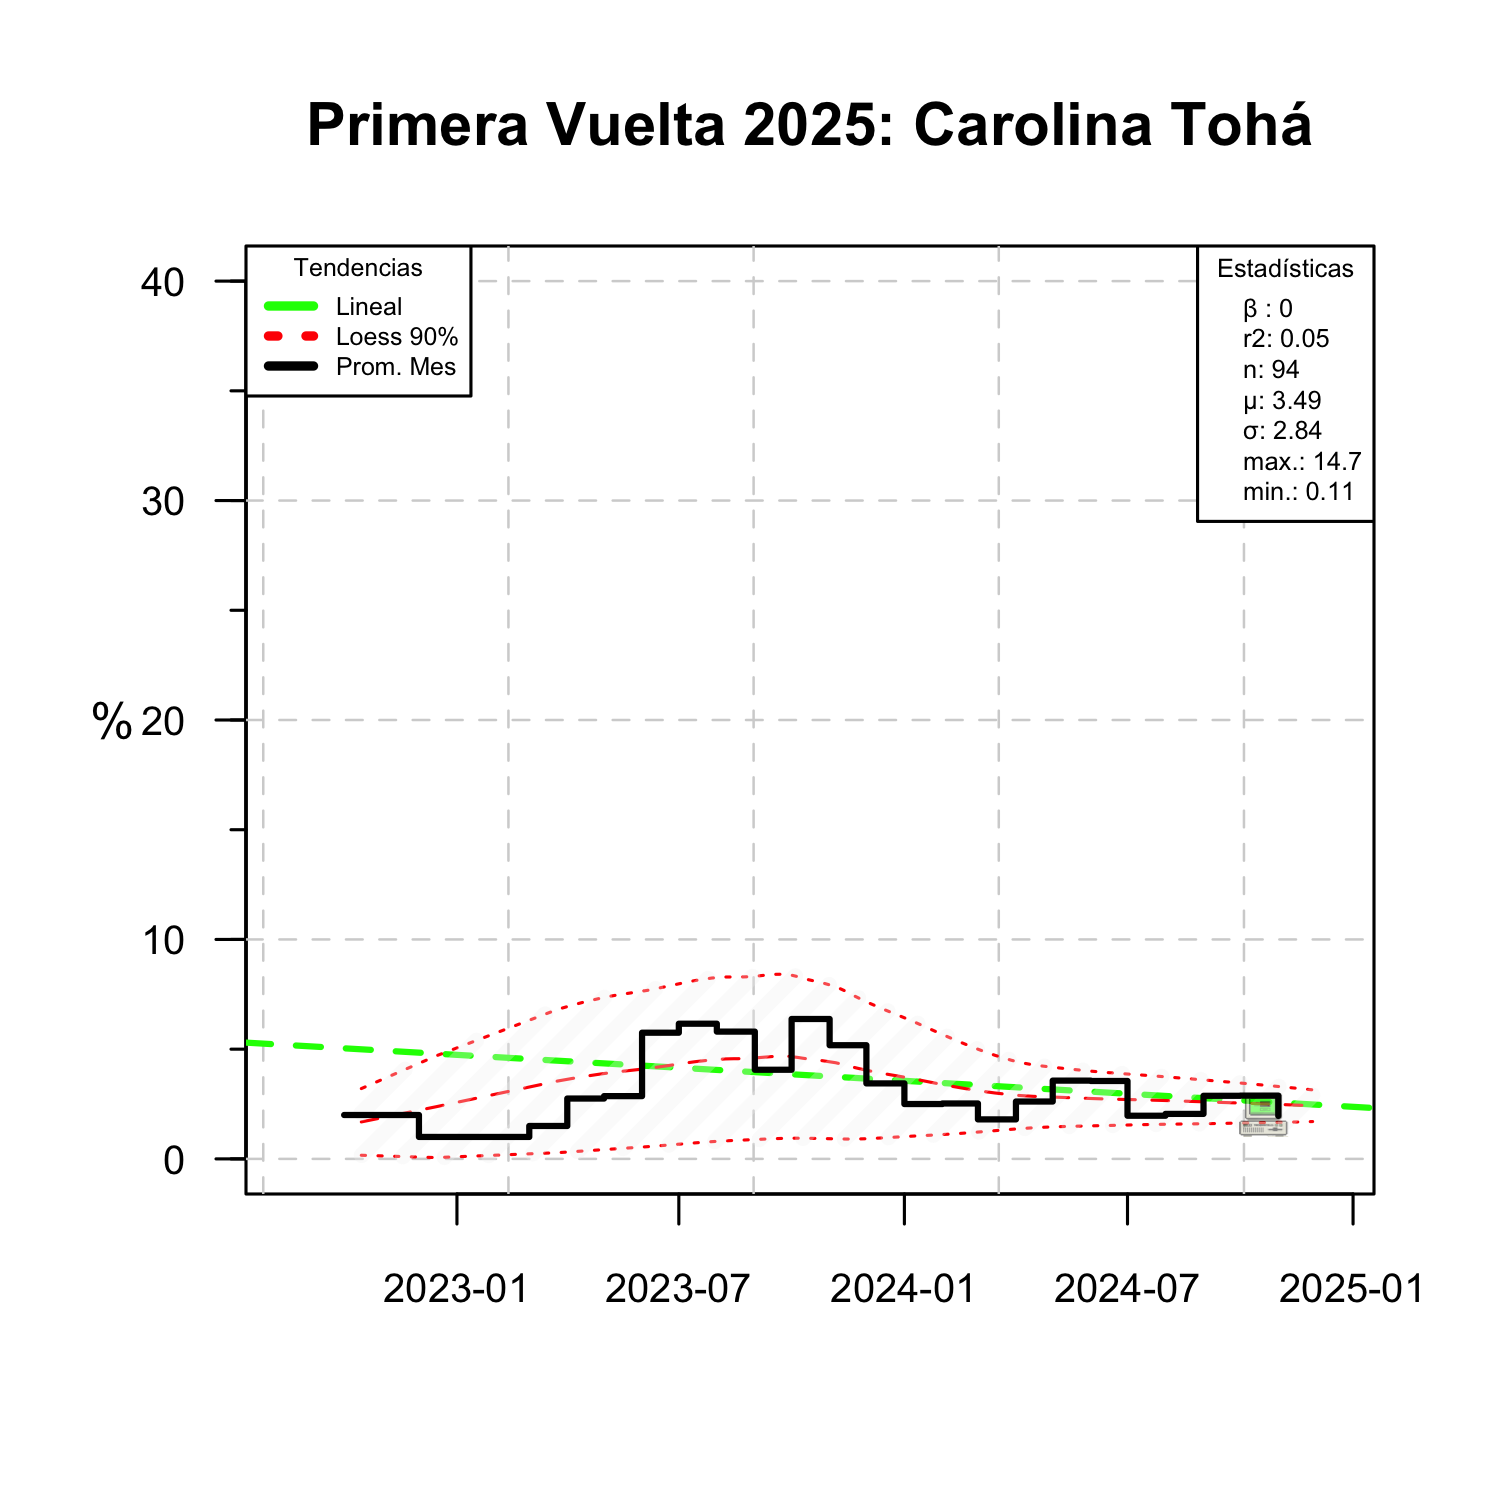 Primera Vuelta 2025: Carolina Tohá
Tendencias
Lineal
Loess 90%
Prom. Mes
Estadísticas
β : 0
r2: 0.05
n: 94
μ: 3.49
σ: 2.84
max.: 14.7
min.: 0.11
40
30
% 20
10
0
2023-01 2023-07 2024-01 2024-07 2025-01